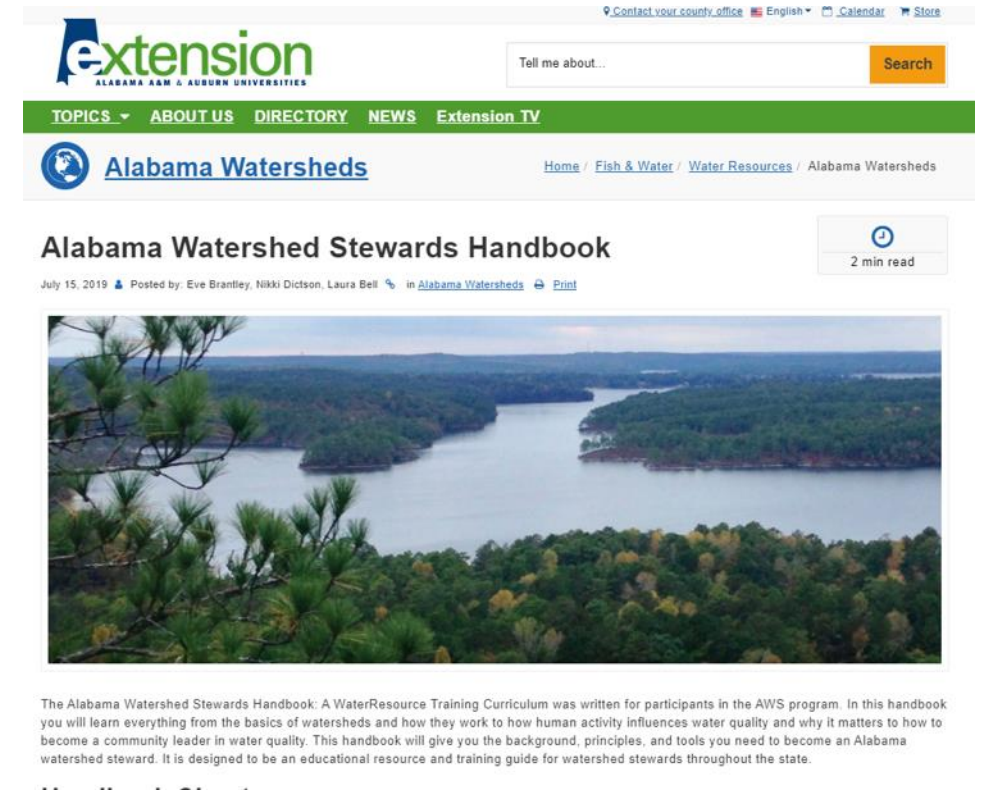 Contact your county office English Calendar Store
extension
ALABAMA A&M & AUBURN UNIVERSITIES
Tell me about...
Search
TOPICS ABOUT US DIRECTORY NEWS Extension TV
Alabama Watersheds
Home / Fish & Water / Water Resources / Alabama Watersheds
Alabama Watershed Stewards Handbook
2 min read
July 15, 2019 Posted by: Eve Brantley, Nikki Dictson, Laura Bell in Alabama Watersheds Print
The Alabama Watershed Stewards Handbook: A WaterResource Training Curriculum was written for participants in the AWS program. In this handbook
you will learn everything from the basics of watersheds and how they work to how human activity influences water quality and why it matters to how to
become a community leader in water quality. This handbook will give you the background, principles, and tools you need to become an Alabama
watershed steward. It is designed to be an educational resource and training guide for watershed stewards throughout the state.